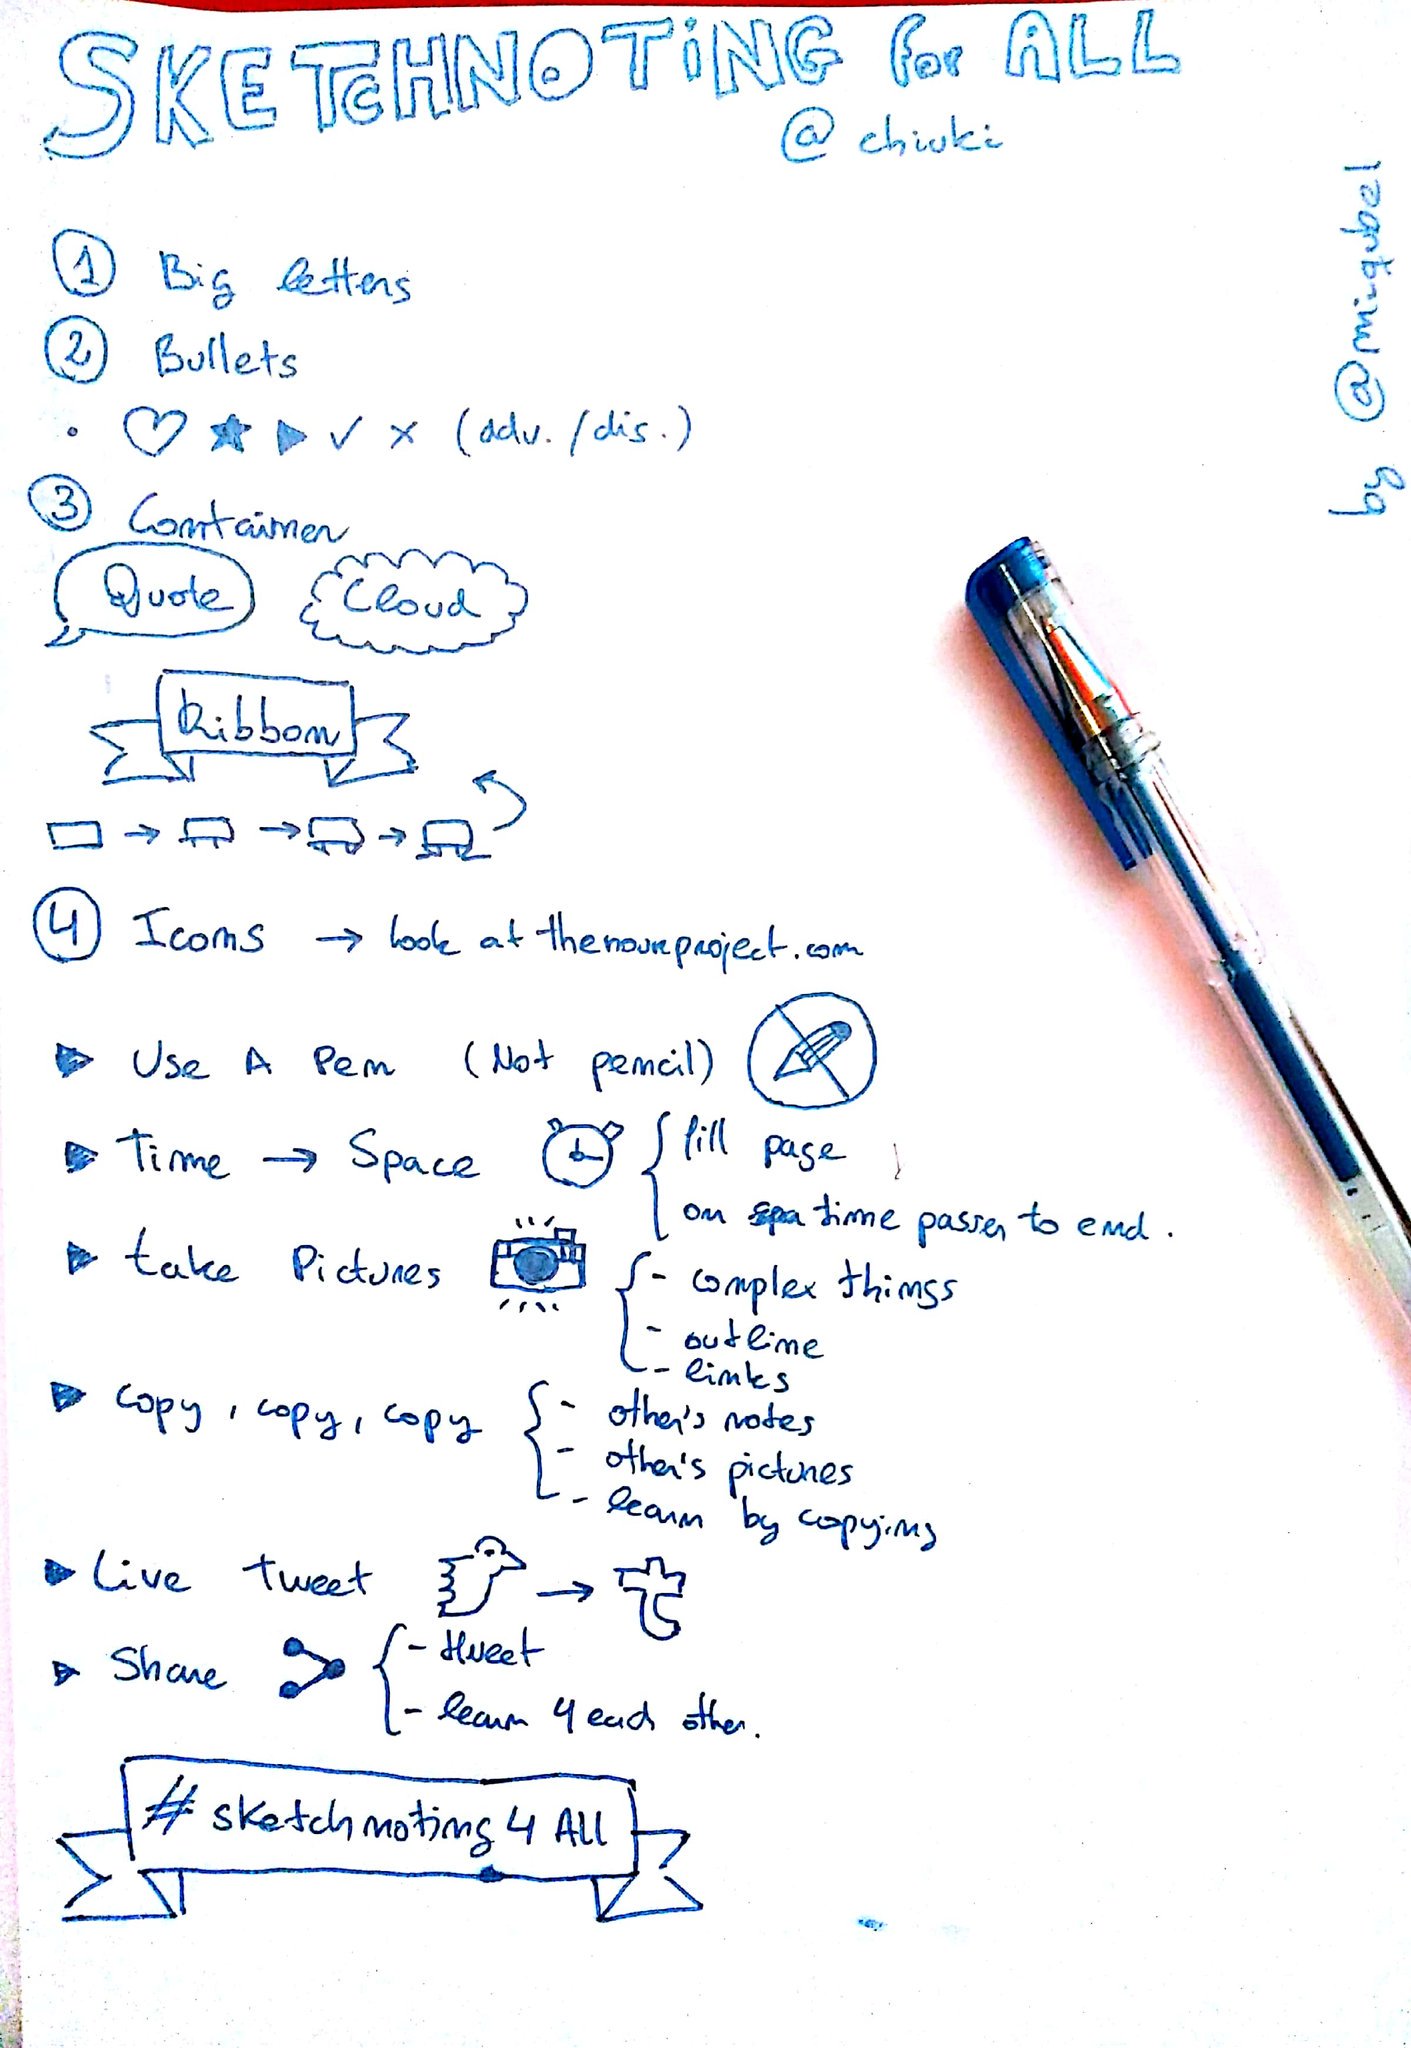 SKETCHNOTING for ALL
@chiuki
by @miqubel
1 Big letters
2 Bullets
(adv./dis.)
3 Container
Quote
Cloud
Ribbon
4 Icons → look at thenounproject.com
Use A Pen (Not pencil)
Time → Space
fill page
on spa time passes to end.
take Pictures
- complex things
- outline
- links
copy, copy, copy
- other's notes
- other's pictures
- learn by copying
Live tweet →
Share
- tweet
- learn 4 each other.
# sketchnoting 4 All